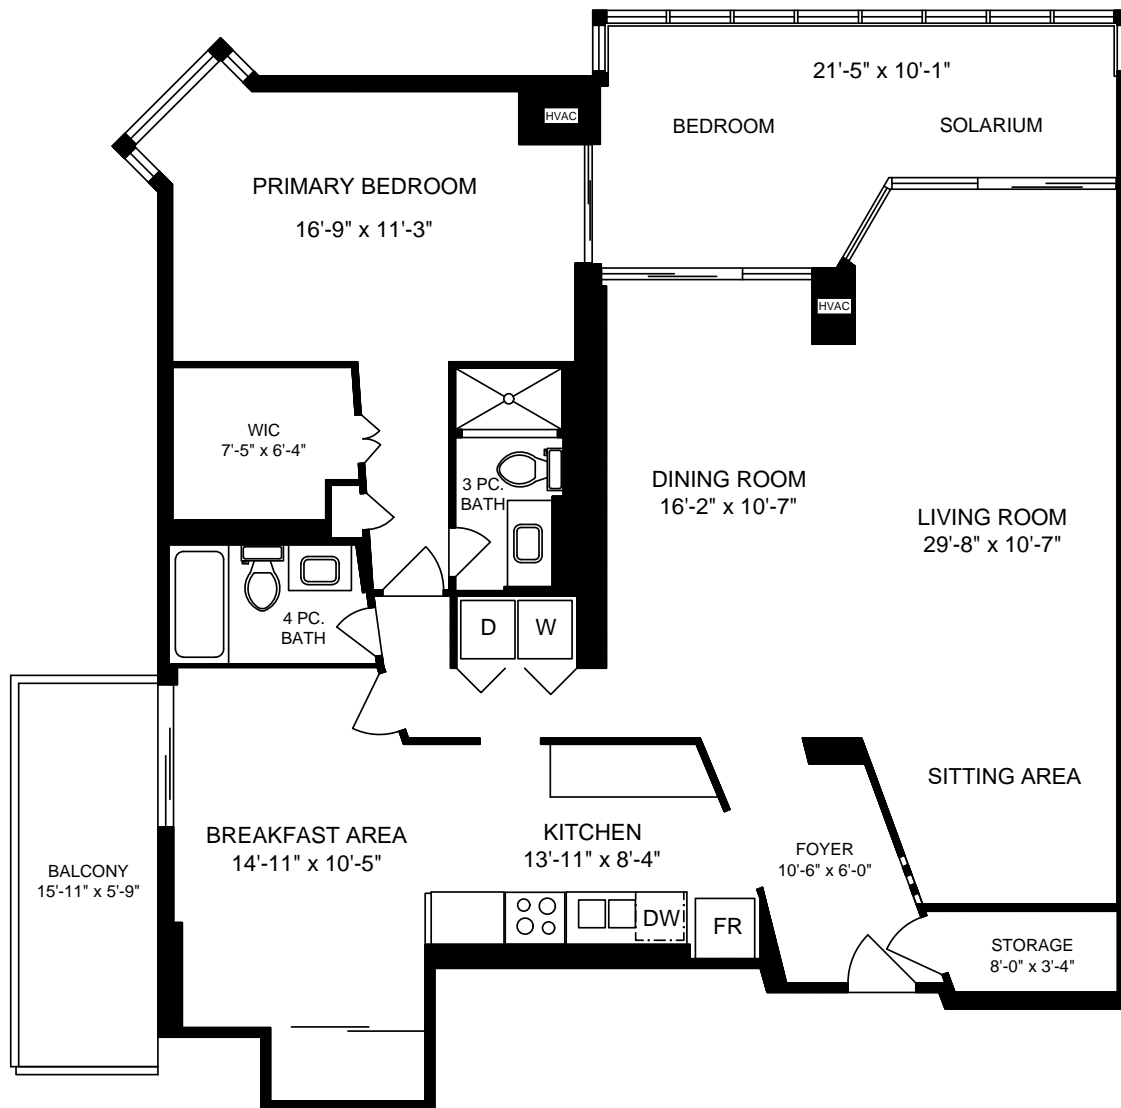 21'-5" x 10'-1"
HVAC
BEDROOM
SOLARIUM
PRIMARY BEDROOM
16'-9" x 11'-3"
HVAC
WIC
7'-5" x 6'-4"
3 PC.
BATH
DINING ROOM
16'-2" x 10'-7"
LIVING ROOM
29'-8" x 10'-7"
4 PC.
BATH
D
W
SITTING AREA
BREAKFAST AREA
14'-11" x 10'-5"
KITCHEN
13'-11" x 8'-4"
FOYER
10'-6" x 6'-0"
BALCONY
15'-11" x 5'-9"
DW
FR
STORAGE
8'-0" x 3'-4"